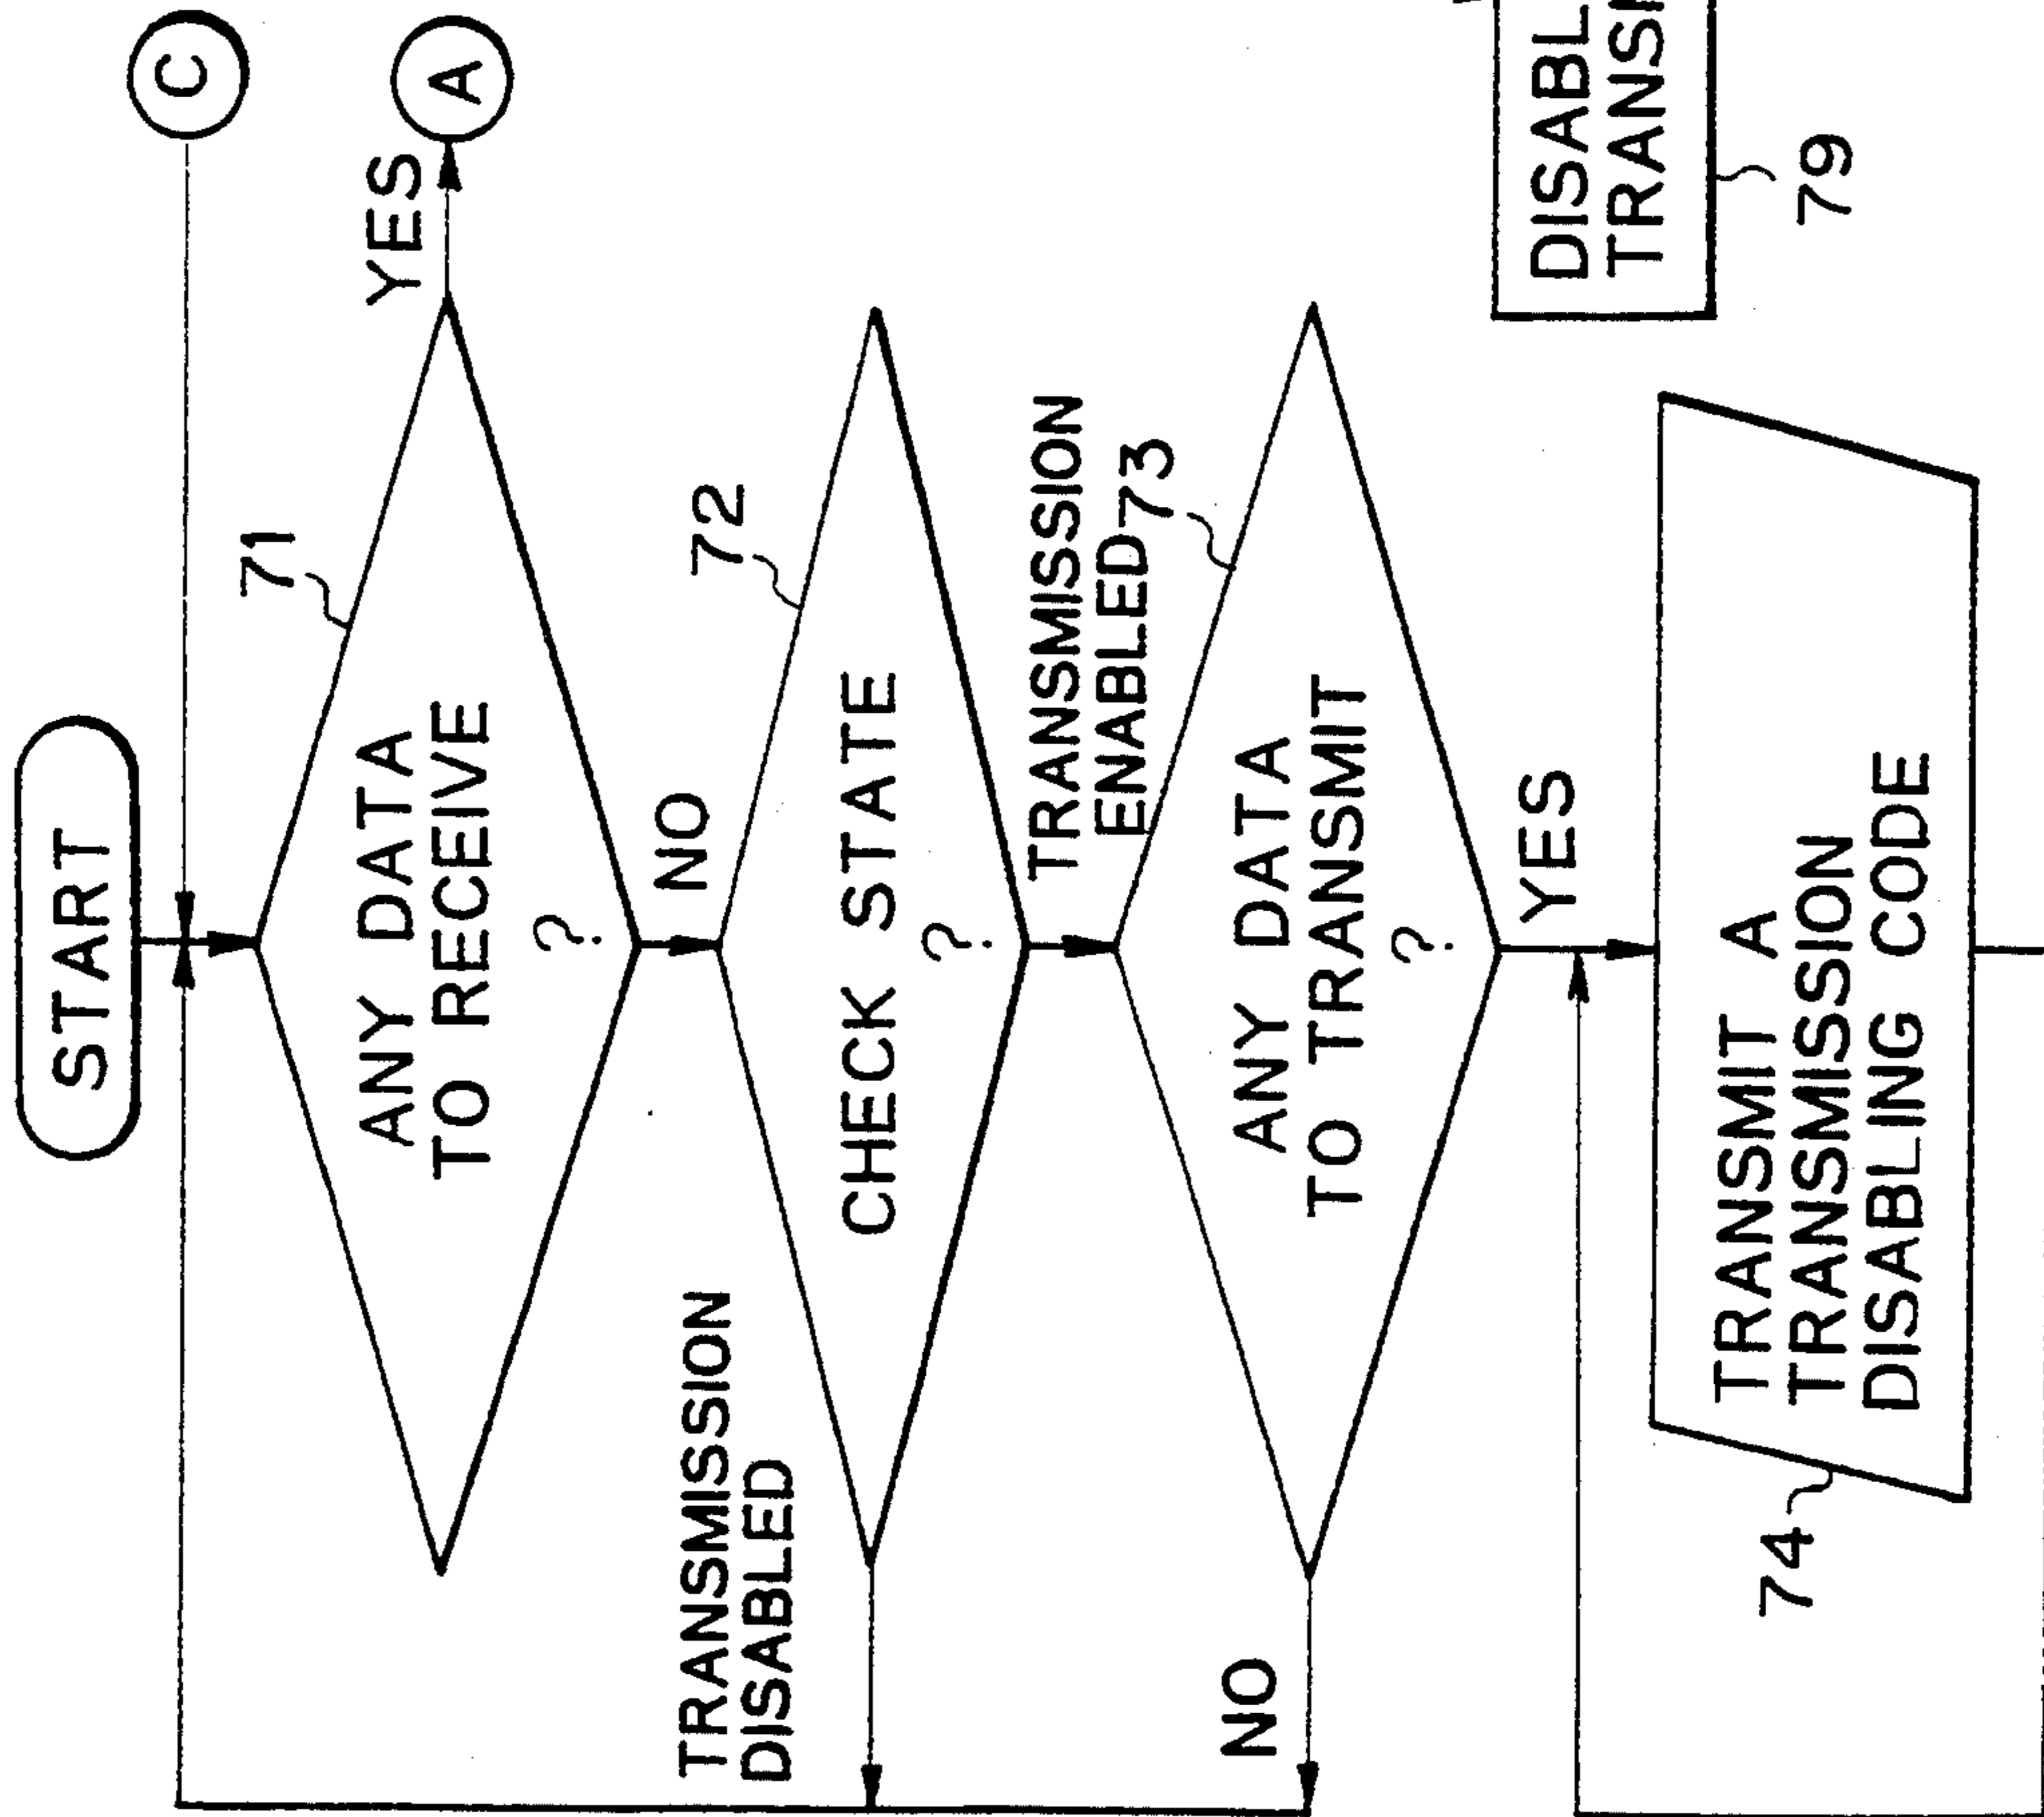 START
C
71
ANY DATA
TO RECEIVE
?
YES
A
NO
72
CHECK STATE
?
TRANSMISSION
DISABLED
TRANSMISSION
ENABLED
73
ANY DATA
TO TRANSMIT
?
NO
YES
TRANSMIT A
TRANSMISSION
DISABLING CODE
74
79